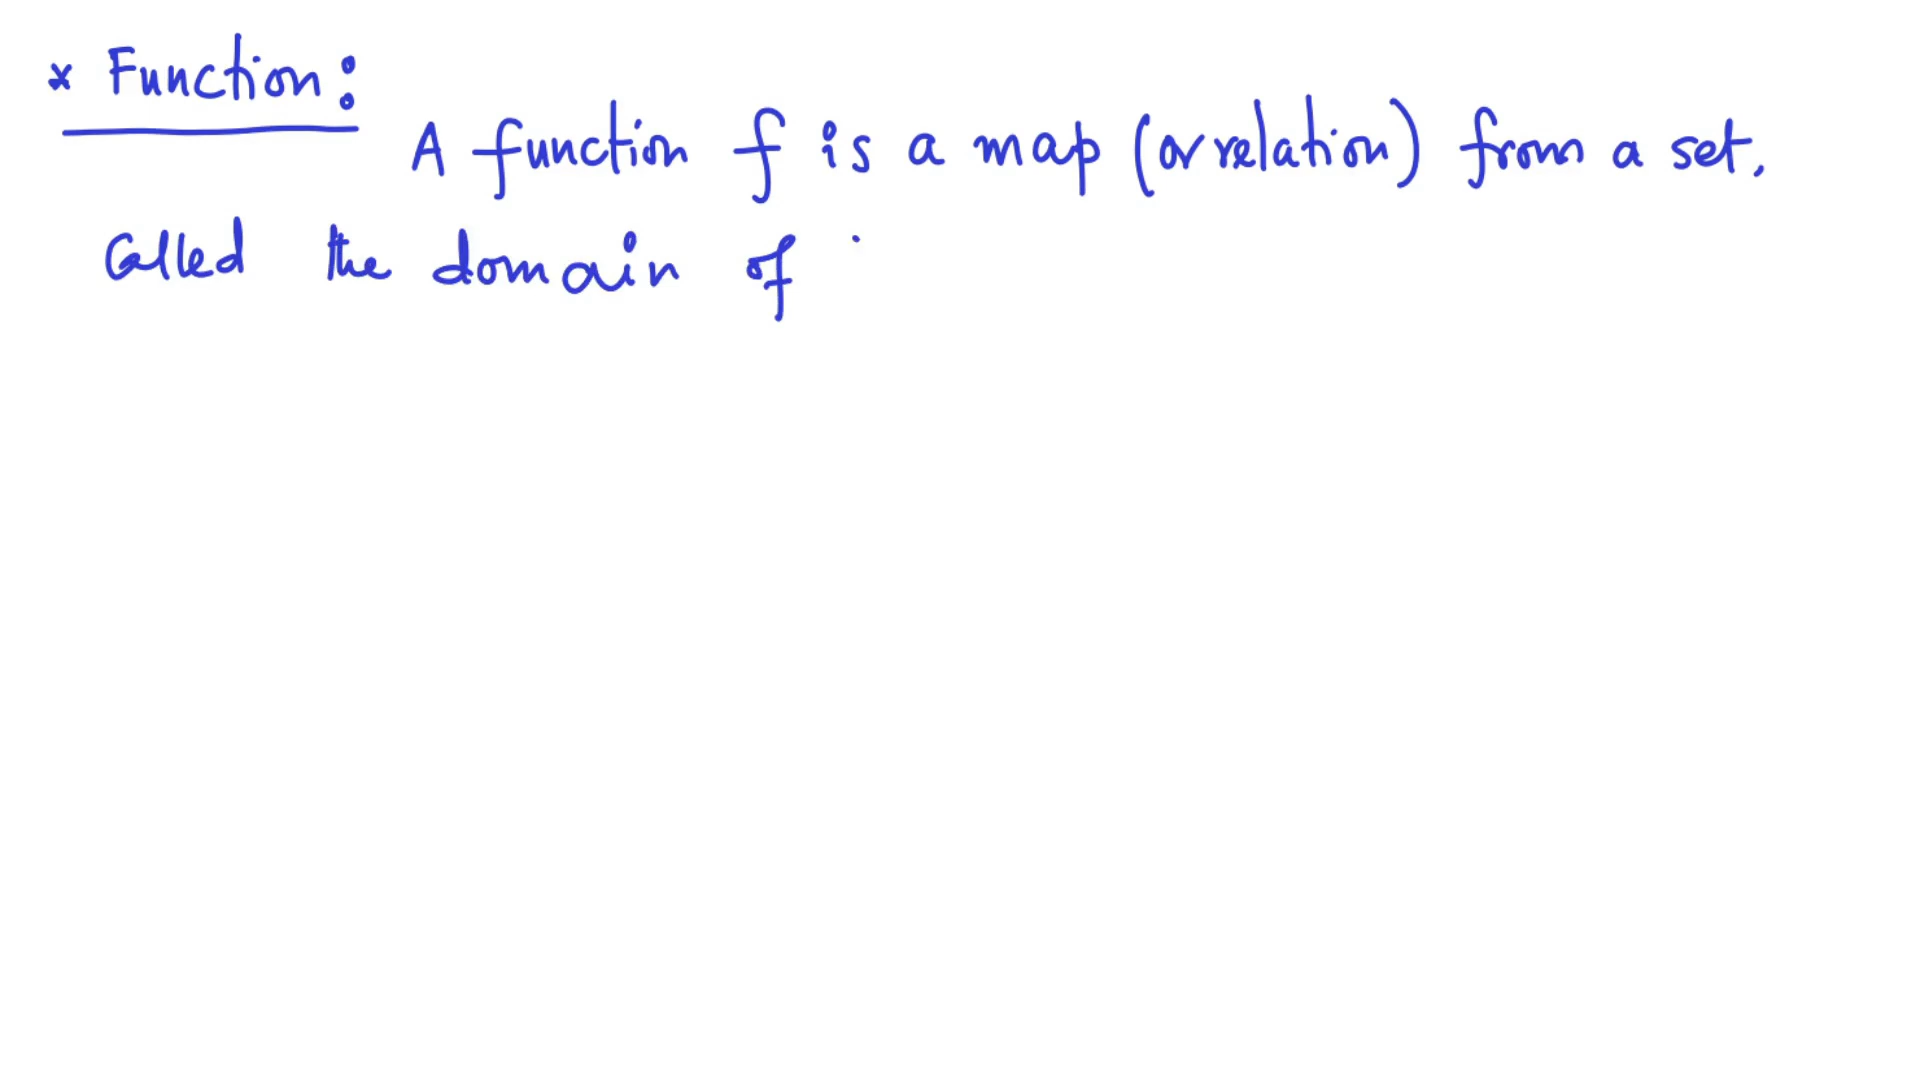 * Function:
A function f is a map (or relation) from a set,
Called the domain of